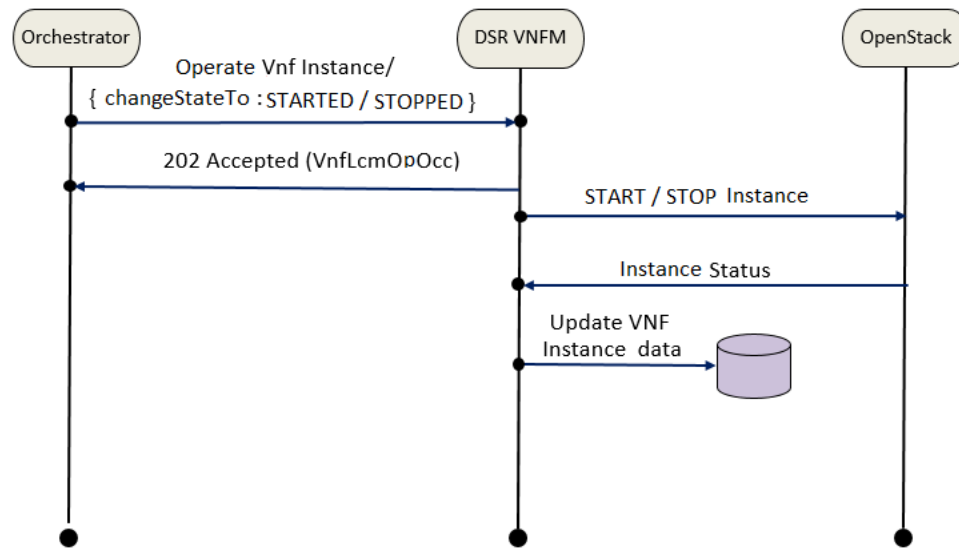 Orchestrator
DSR VNFM
OpenStack
Operate Vnf Instance/
{ changeStateTo : STARTED / STOPPED }
202 Accepted (VnfLcmOpOcc)
START / STOP Instance
Instance Status
Update VNF
Instance data